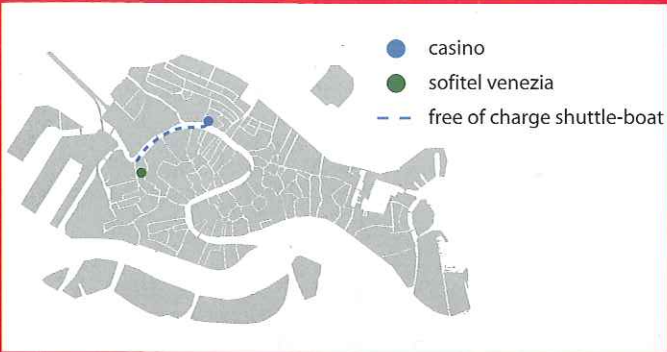 casino
sofitel venezia
free of charge shuttle-boat